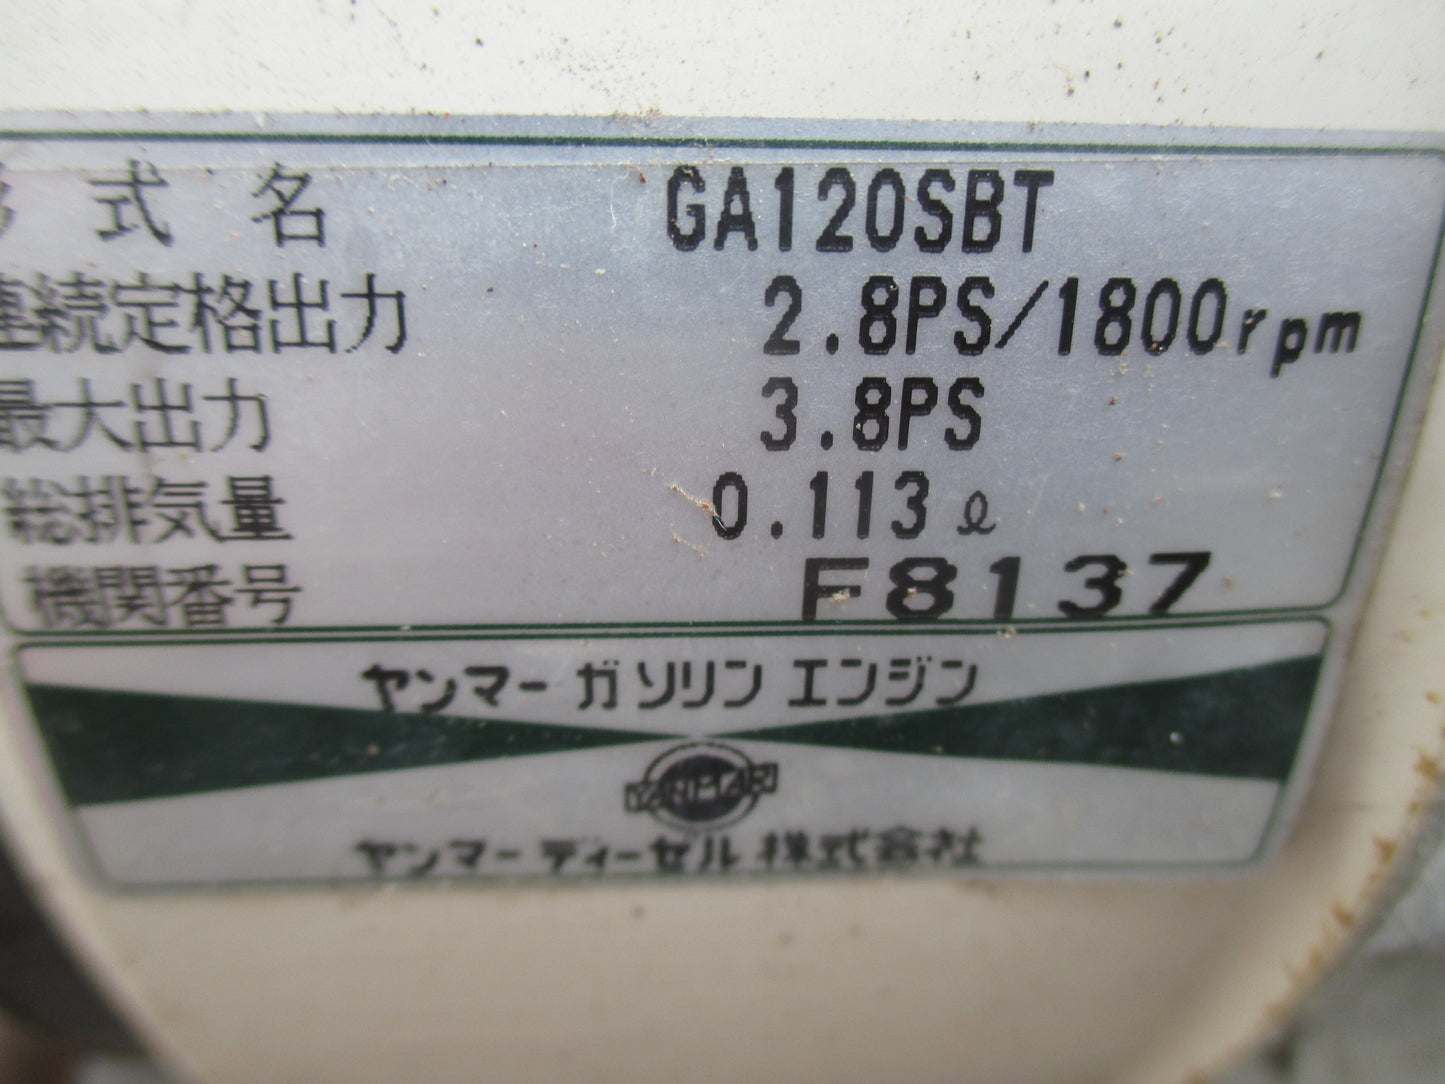 形式名 GA120SBT
連続定格出力 2.8PS/1800rpm
最大出力 3.8PS
総排気量 0.113ℓ
機関番号 F8137
ヤンマーガソリンエンジン
YANMAR
ヤンマーディーゼル株式会社